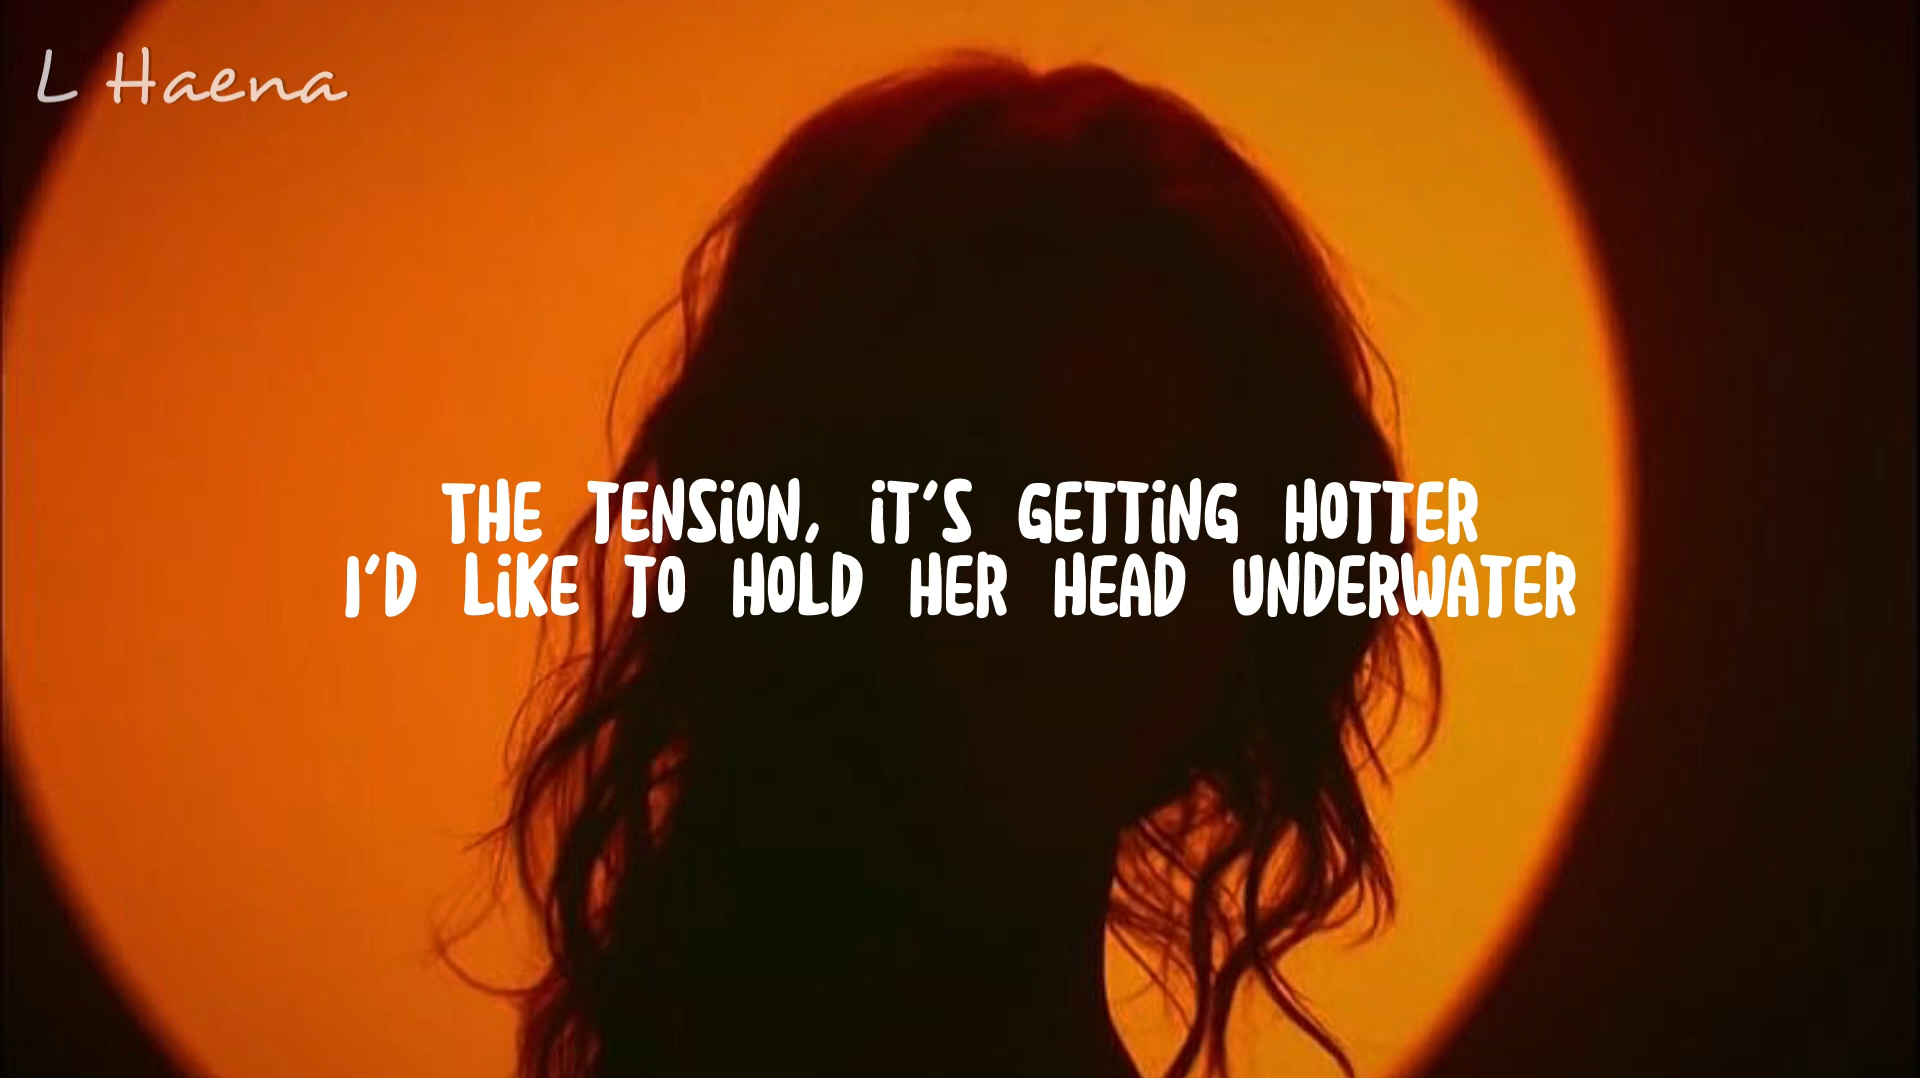 L Haena
THE TENSION, IT'S GETTING HOTTER
I'D LIKE TO HOLD HER HEAD UNDERWATER